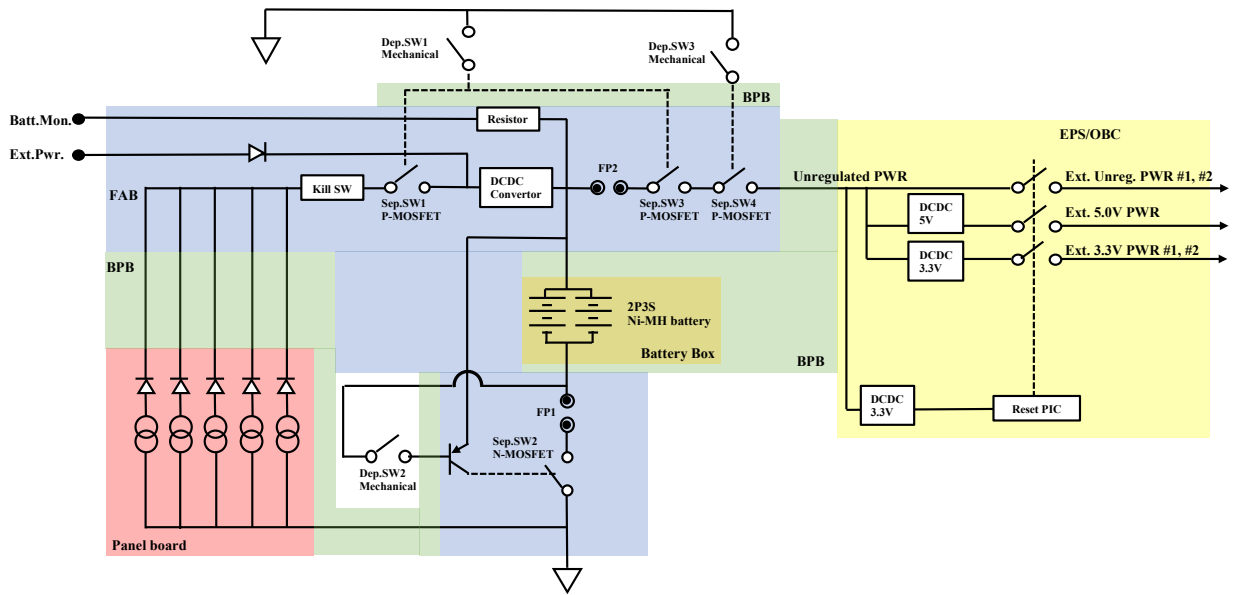 Dep.SW1
Mechanical
Dep.SW3
Mechanical
BPB
Batt.Mon.
Resistor
EPS/OBC
Ext.Pwr.
FP2
FAB
Kill SW
DCDC
Convertor
Unregulated PWR
Ext. Unreg. PWR #1, #2
Sep.SW1
P-MOSFET
Sep.SW3
P-MOSFET
Sep.SW4
P-MOSFET
DCDC
5V
Ext. 5.0V PWR
DCDC
3.3V
Ext. 3.3V PWR #1, #2
BPB
2P3S
Ni-MH battery
Battery Box
BPB
FP1
DCDC
3.3V
Reset PIC
Sep.SW2
N-MOSFET
Dep.SW2
Mechanical
Panel board